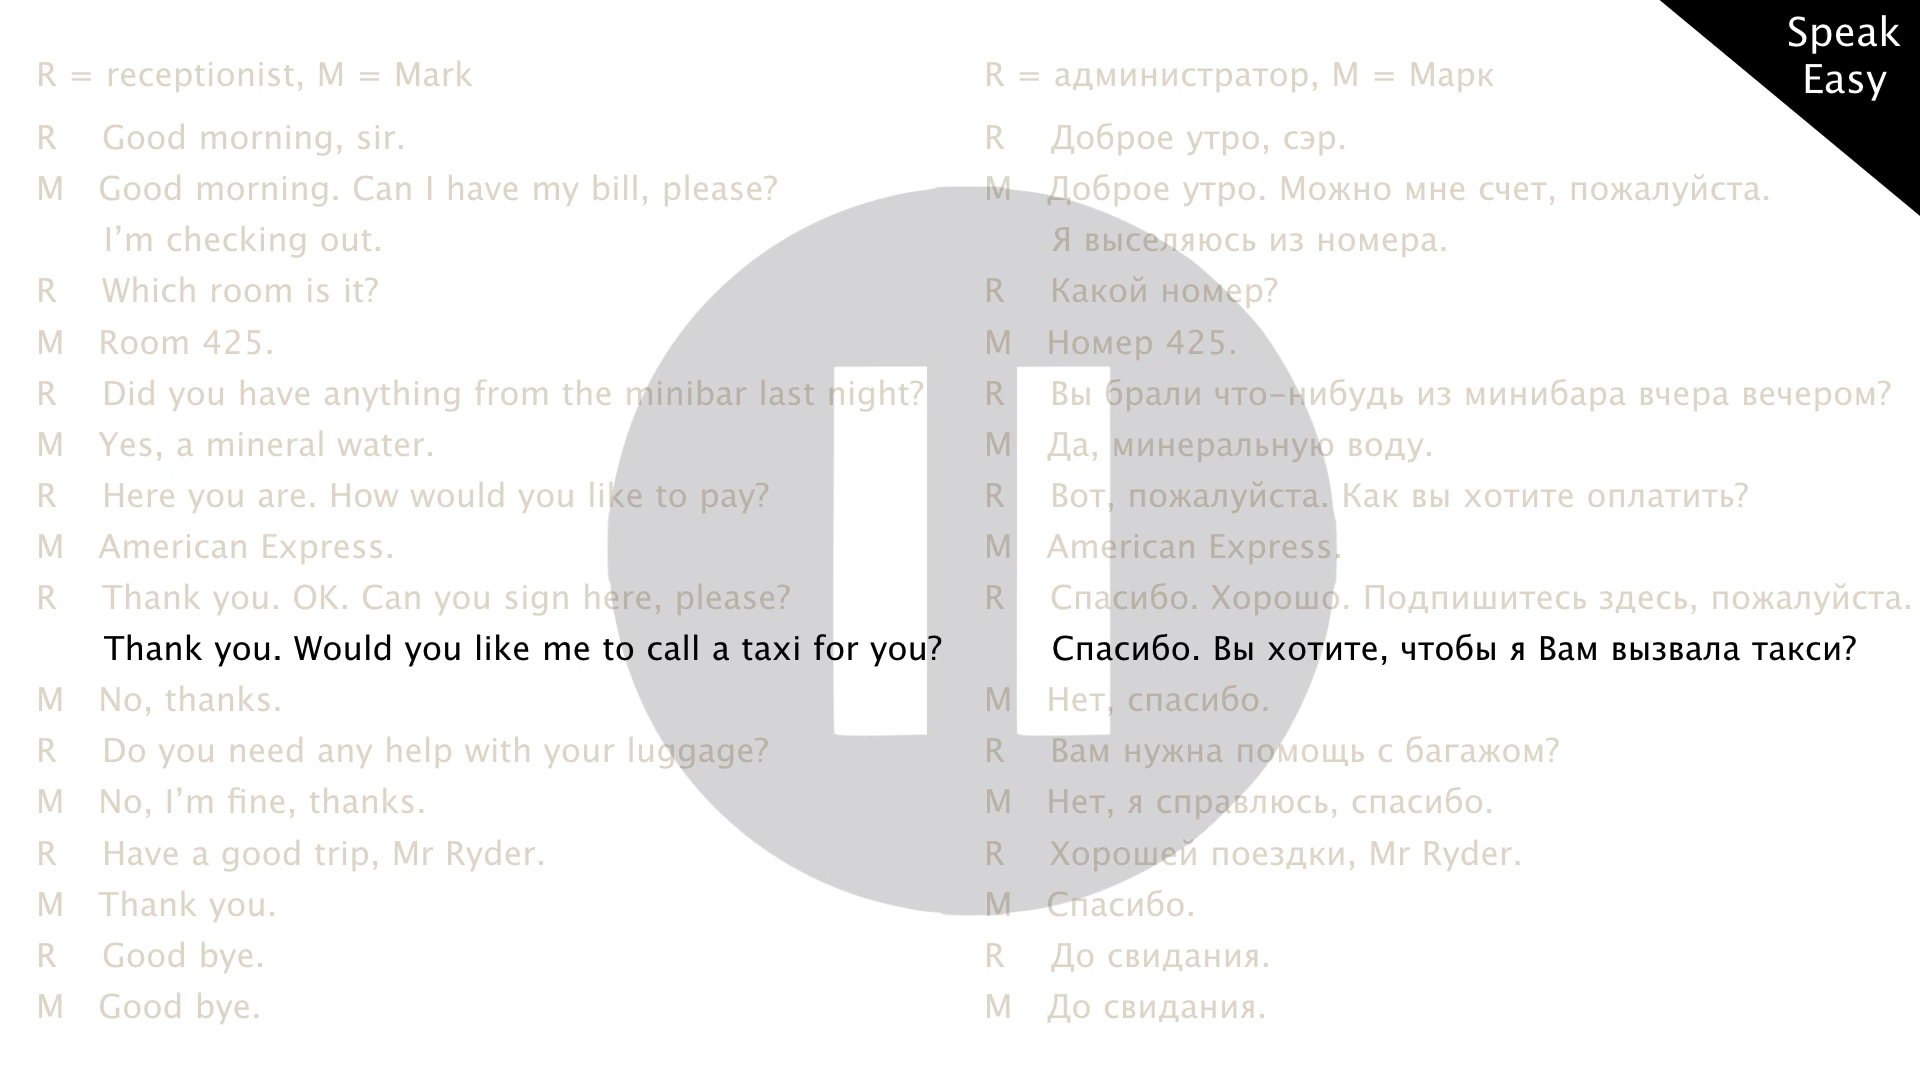 Speak
Easy
R = receptionist, M = Mark
R Good morning, sir.
M Good morning. Can I have my bill, please?
I’m checking out.
R Which room is it?
M Room 425.
R Did you have anything from the minibar last night?
M Yes, a mineral water.
R Here you are. How would you like to pay?
M American Express.
R Thank you. OK. Can you sign here, please?
Thank you. Would you like me to call a taxi for you?
M No, thanks.
R Do you need any help with your luggage?
M No, I’m fine, thanks.
R Have a good trip, Mr Ryder.
M Thank you.
R Good bye.
M Good bye.
R = администратор, M = Марк
R Доброе утро, сэр.
M Доброе утро. Можно мне счет, пожалуйста.
Я выселяюсь из номера.
R Какой номер?
M Номер 425.
R Вы брали что-нибудь из минибара вчера вечером?
M Да, минеральную воду.
R Вот, пожалуйста. Как вы хотите оплатить?
M American Express.
R Спасибо. Хорошо. Подпишитесь здесь, пожалуйста.
Спасибо. Вы хотите, чтобы я Вам вызвала такси?
M Нет, спасибо.
R Вам нужна помощь с багажом?
M Нет, я справлюсь, спасибо.
R Хорошей поездки, Mr Ryder.
M Спасибо.
R До свидания.
M До свидания.